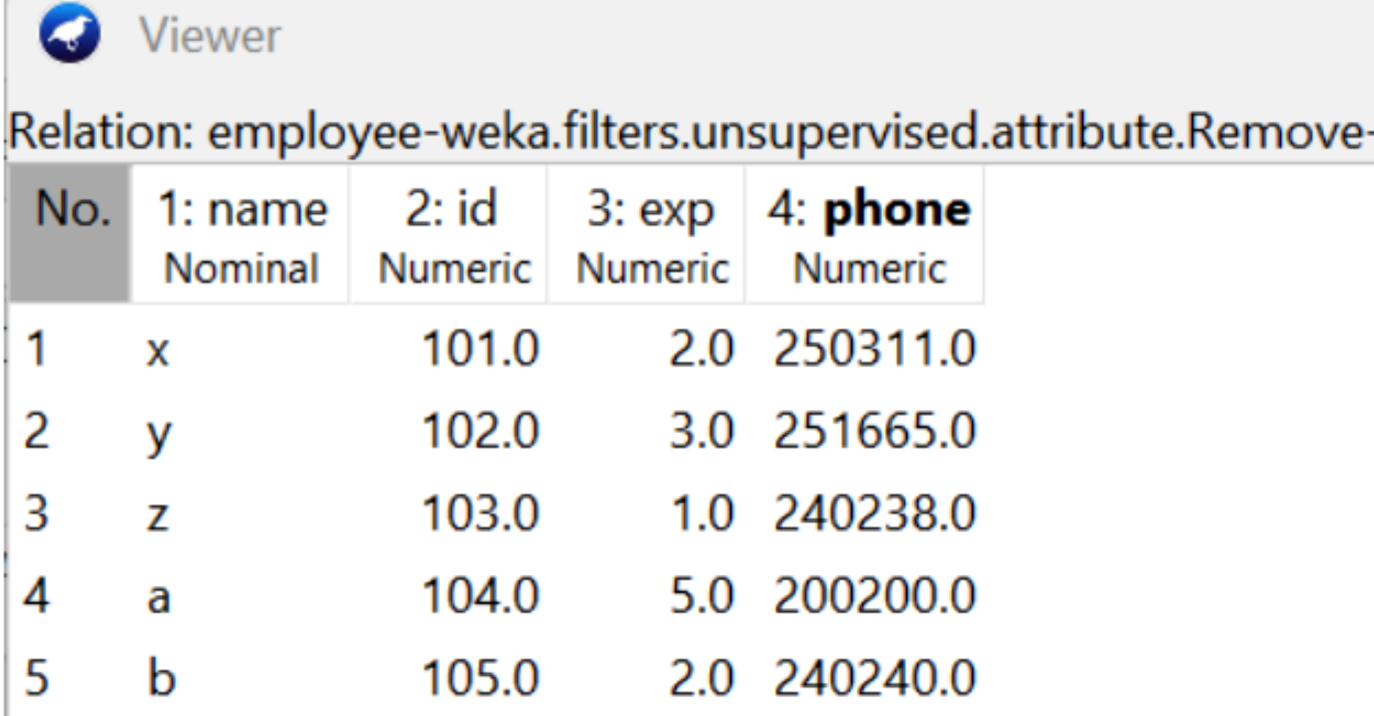 Viewer
Relation: employee-weka.filters.unsupervised.attribute.Remove-
No. 1: name 2: id 3: exp 4: phone
Nominal Numeric Numeric Numeric
1 x 101.0 2.0 250311.0
2 y 102.0 3.0 251665.0
3 z 103.0 1.0 240238.0
4 a 104.0 5.0 200200.0
5 b 105.0 2.0 240240.0